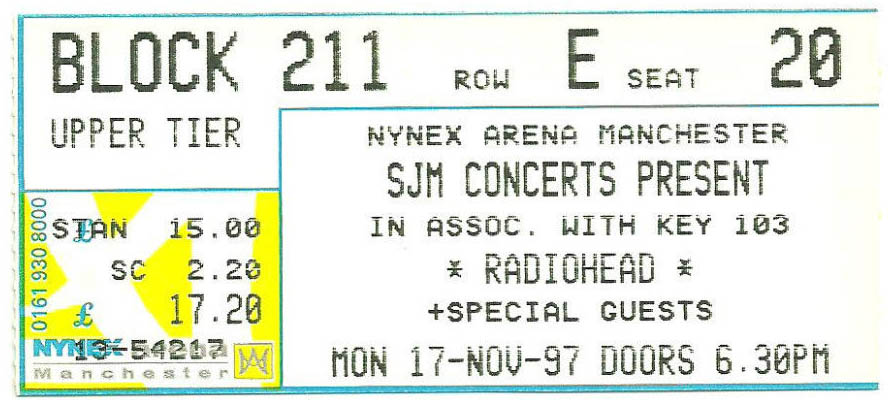 BLOCK 211 ROW E SEAT 20
UPPER TIER
NYNEX ARENA MANCHESTER
SJM CONCERTS PRESENT
IN ASSOC. WITH KEY 103
* RADIOHEAD *
+SPECIAL GUESTS
MON 17-NOV-97 DOORS 6.30PM
0161 930 8000
STAN £ 15.00
SC 2.20
£ 17.20
NYNEX
Manchester